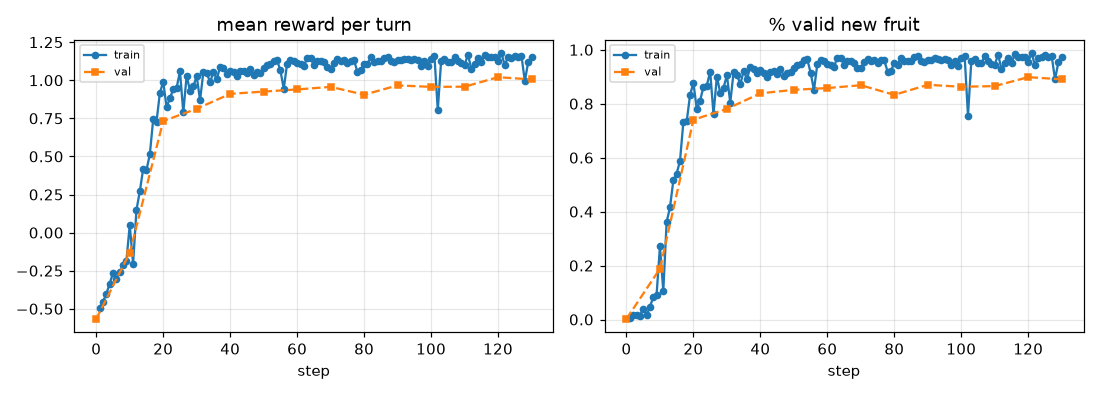 mean reward per turn
train
val
1.25
1.00
0.75
0.50
0.25
0.00
−0.25
−0.50
0 20 40 60 80 100 120
step
% valid new fruit
train
val
1.0
0.8
0.6
0.4
0.2
0.0
0 20 40 60 80 100 120
step